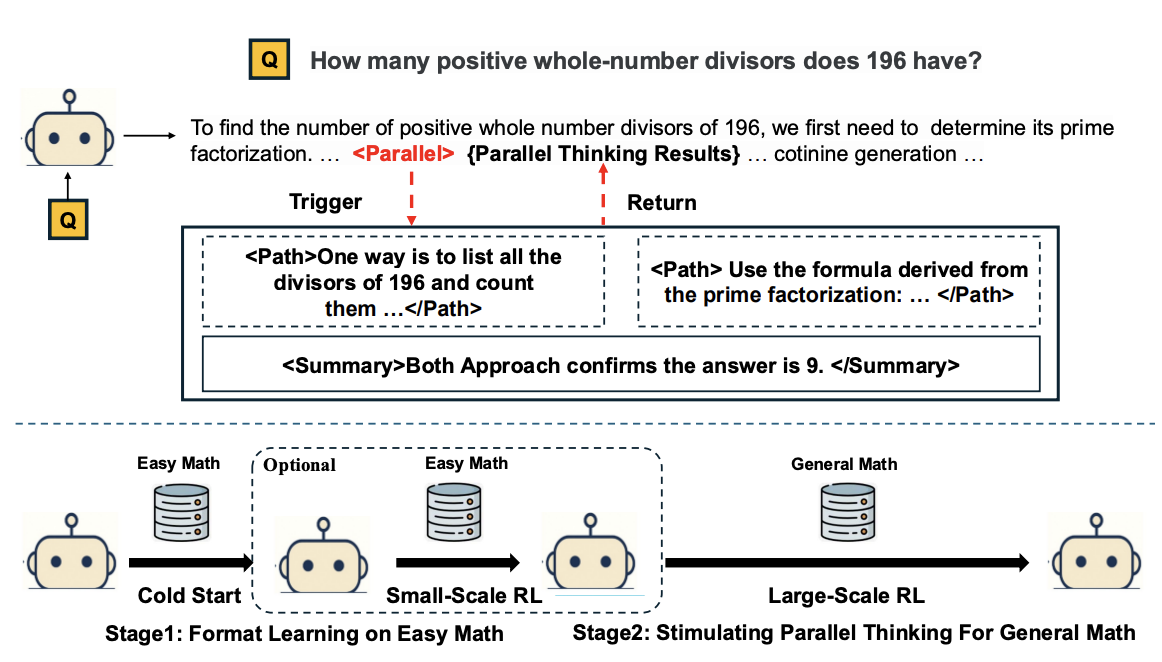 Q How many positive whole-number divisors does 196 have?
To find the number of positive whole number divisors of 196, we first need to determine its prime
factorization. … <Parallel> {Parallel Thinking Results} … cotinine generation …
Q
Trigger
Return
<Path>One way is to list all the
divisors of 196 and count
them …</Path>
<Path> Use the formula derived from
the prime factorization: … </Path>
<Summary>Both Approach confirms the answer is 9. </Summary>
Easy Math
Optional
Easy Math
General Math
Cold Start
Small-Scale RL
Large-Scale RL
Stage1: Format Learning on Easy Math
Stage2: Stimulating Parallel Thinking For General Math